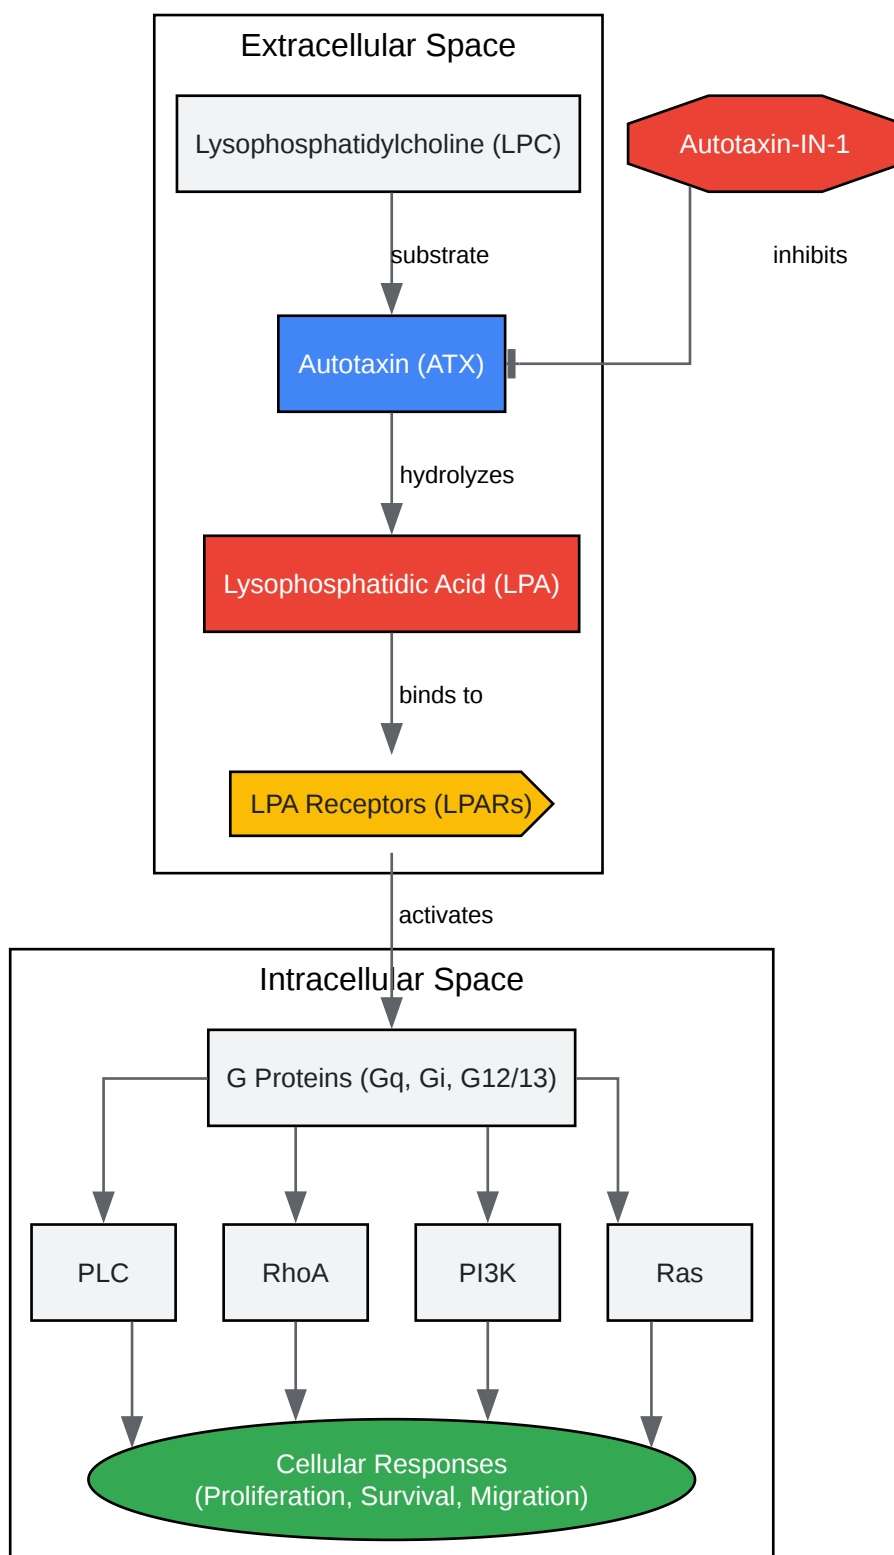 Extracellular Space
Lysophosphatidylcholine (LPC)
Autotaxin-IN-1
substrate
inhibits
Autotaxin (ATX)
hydrolyzes
Lysophosphatidic Acid (LPA)
binds to
LPA Receptors (LPARs)
activates
Intracellular Space
G Proteins (Gq, Gi, G12/13)
PLC
RhoA
PI3K
Ras
Cellular Responses
(Proliferation, Survival, Migration)